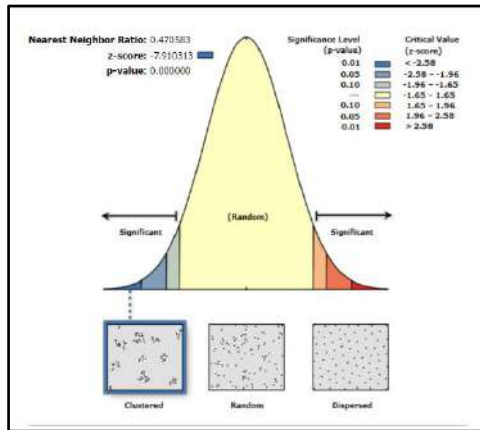 Nearest Neighbor Ratio: 0.470583
z-score: -7.910313
p-value: 0.000000
Significance Level
(p-value)
Critical Value
(z-score)
0.01 < -2.58
0.05 -2.58 - -1.96
0.10 -1.96 - -1.65
--- -1.65 - 1.65
0.10 1.65 - 1.96
0.05 1.96 - 2.58
0.01 > 2.58
Significant
(Random)
Significant
Clustered
Random
Dispersed